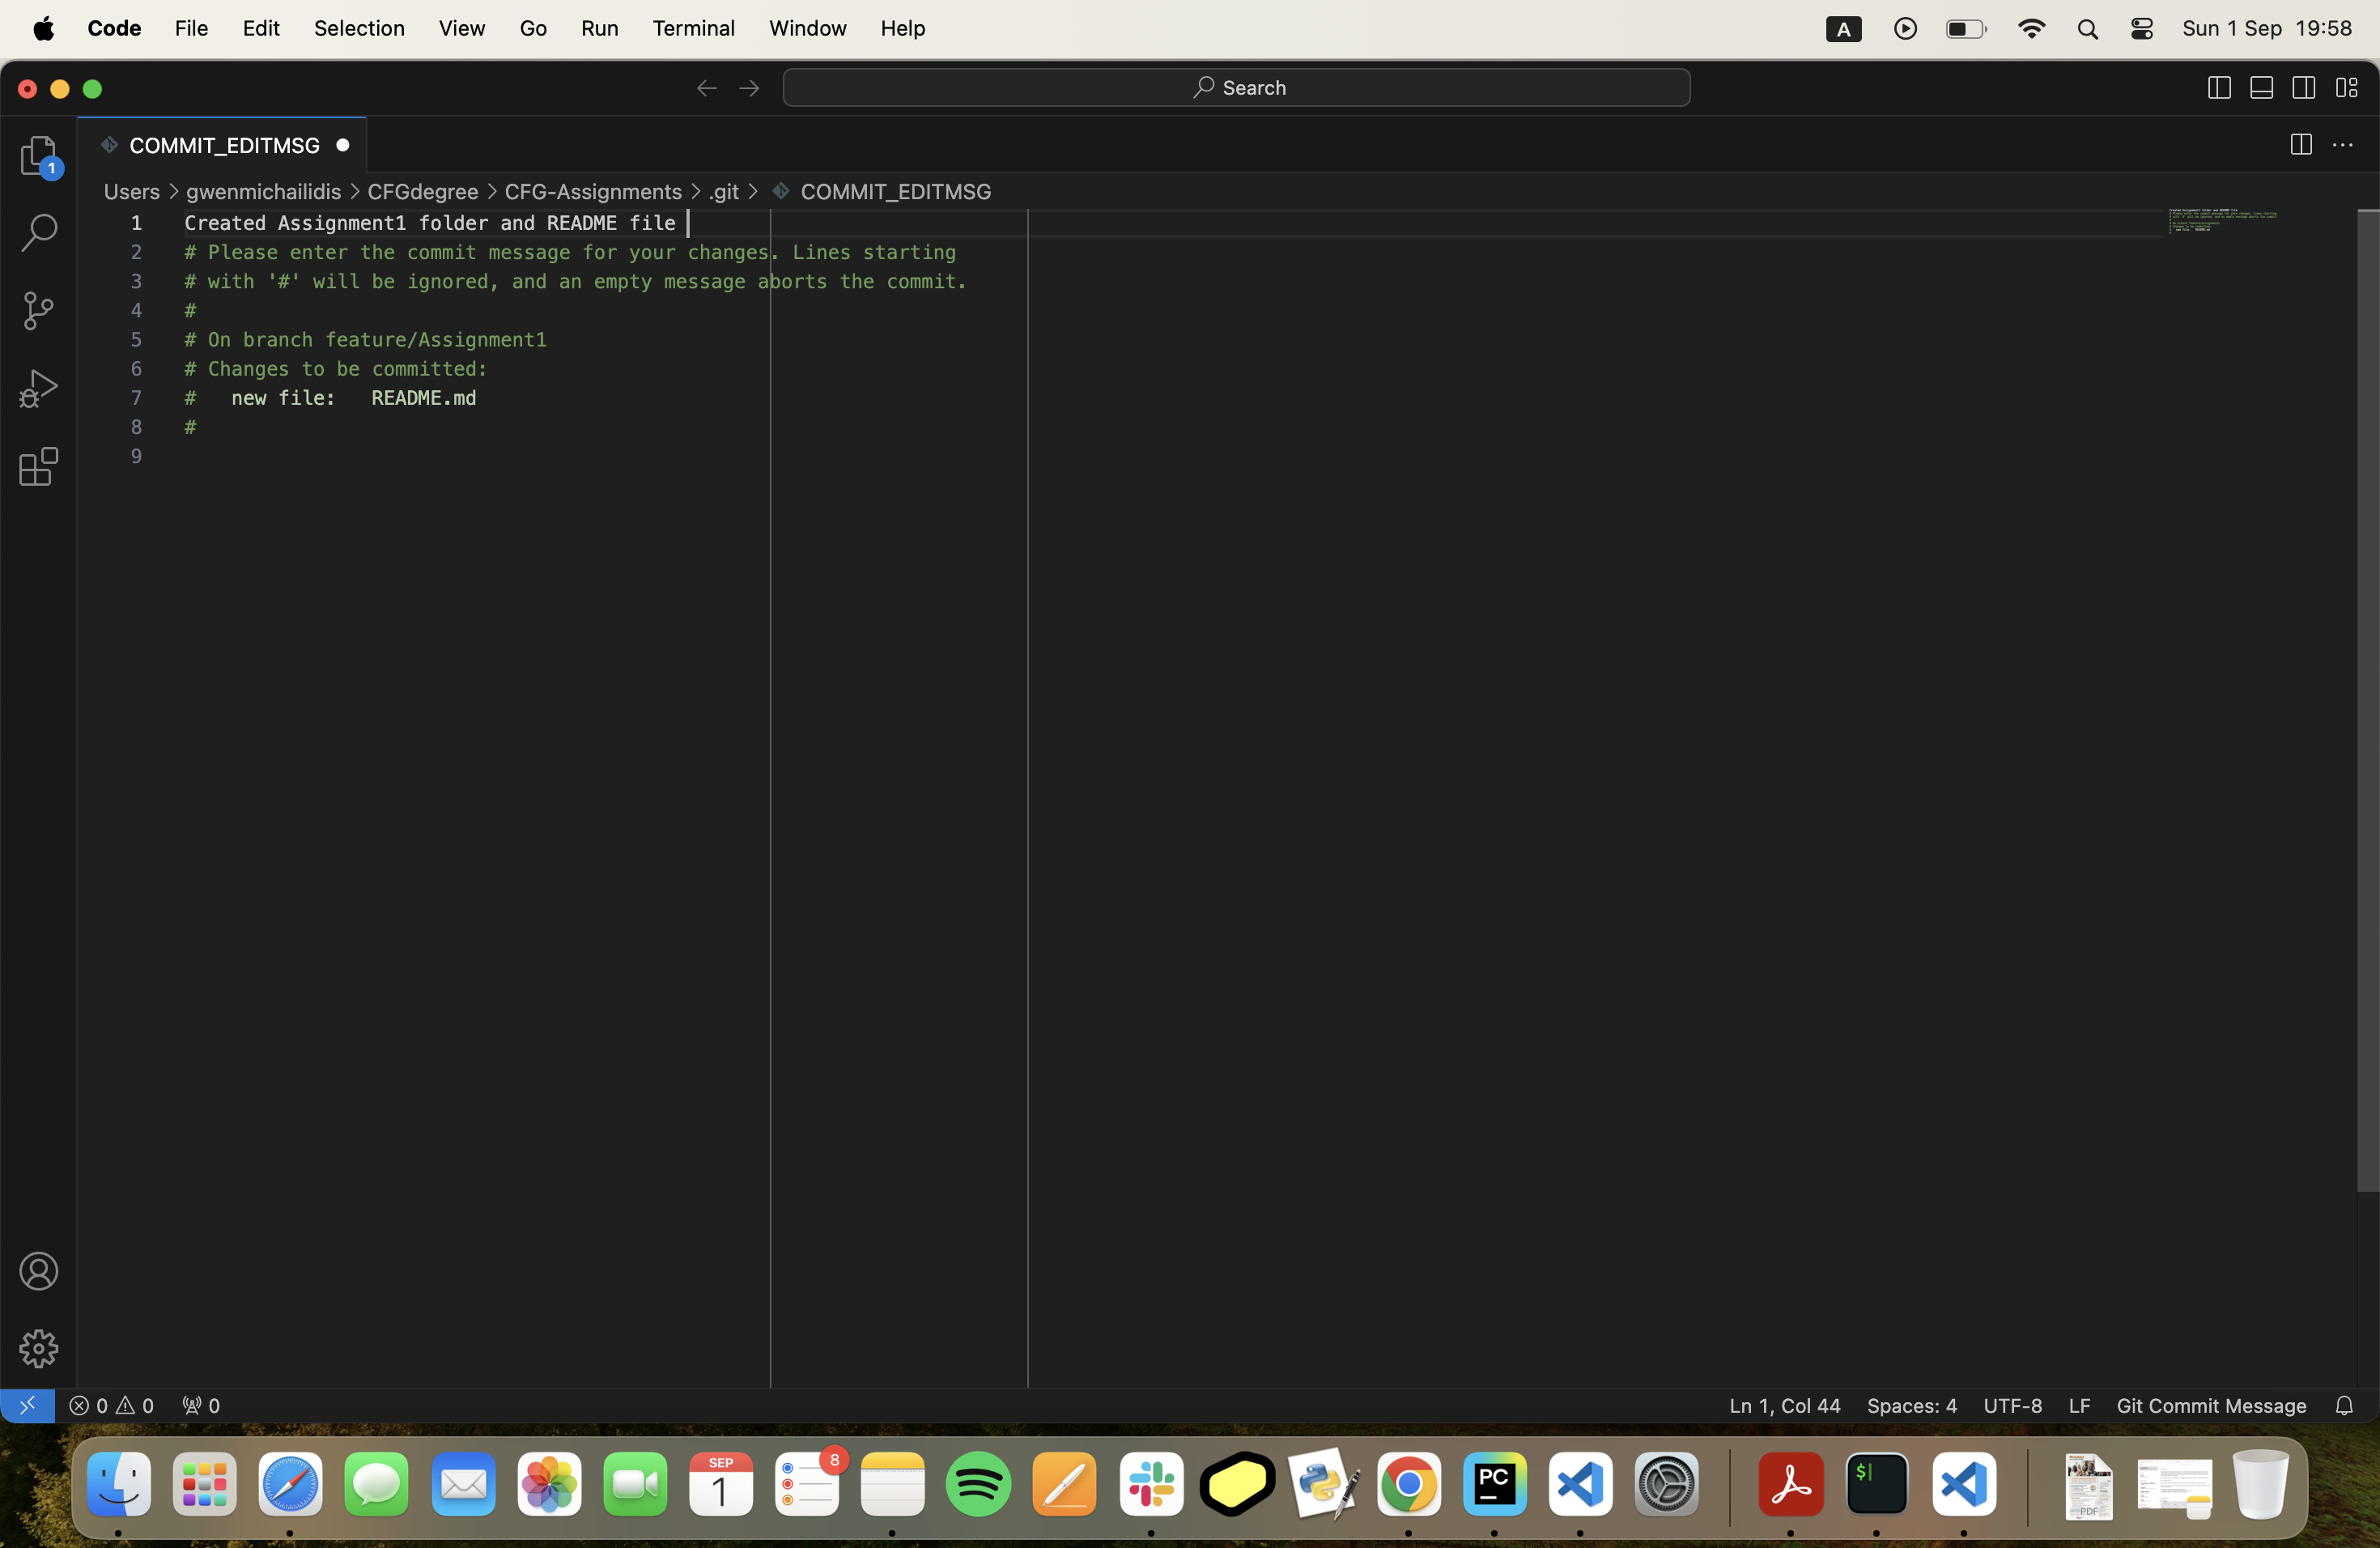 Code File Edit Selection View Go Run Terminal Window Help A Sun 1 Sep 19:58
Search
1
COMMIT_EDITMSG
Users > gwenmichailidis > CFGdegree > CFG-Assignments > .git > COMMIT_EDITMSG
1 Created Assignment1 folder and README file
2 # Please enter the commit message for your changes. Lines starting
3 # with '#' will be ignored, and an empty message aborts the commit.
4 #
5 # On branch feature/Assignment1
6 # Changes to be committed:
7 # new file: README.md
8 #
9
0 0 0 Ln 1, Col 44 Spaces: 4 UTF-8 LF Git Commit Message
SEP
1
8
PC
$
PDF